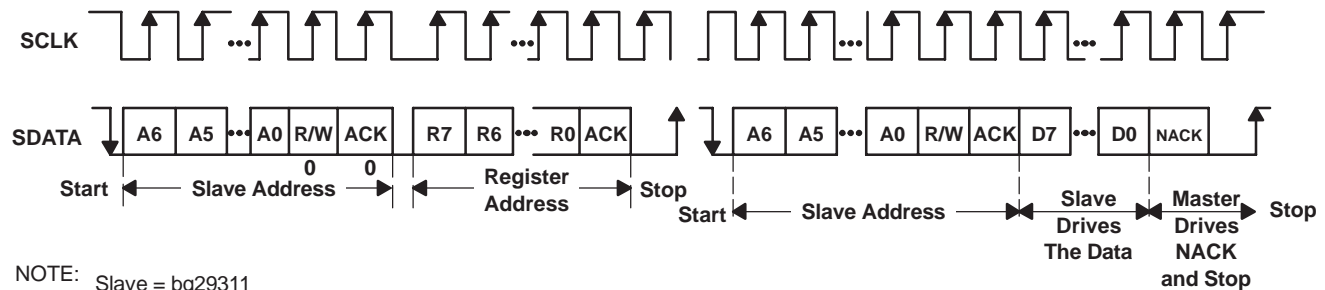 SCLK
SDATA A6 A5 ••• A0 R/W ACK R7 R6 ••• R0 ACK A6 A5 ••• A0 R/W ACK D7 ••• D0 NACK
0 0
Start Slave Address Register Address Stop Start Slave Address Slave Drives The Data Master Drives NACK and Stop Stop
NOTE: Slave = bq29311